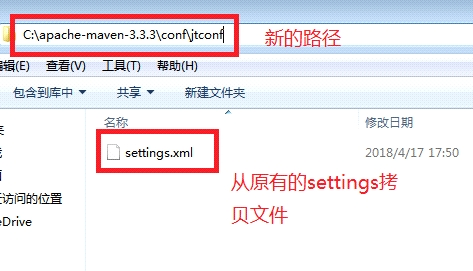 C:\apache-maven-3.3.3\conf\jtconf
新的路径
编辑(E) 查看(V) 工具(T) 帮助(H)
包含到库中 共享 新建文件夹
名称 修改日期
settings.xml 2018/4/17 17:50
从原有的settings拷
贝文件
访问的位置
eDrive